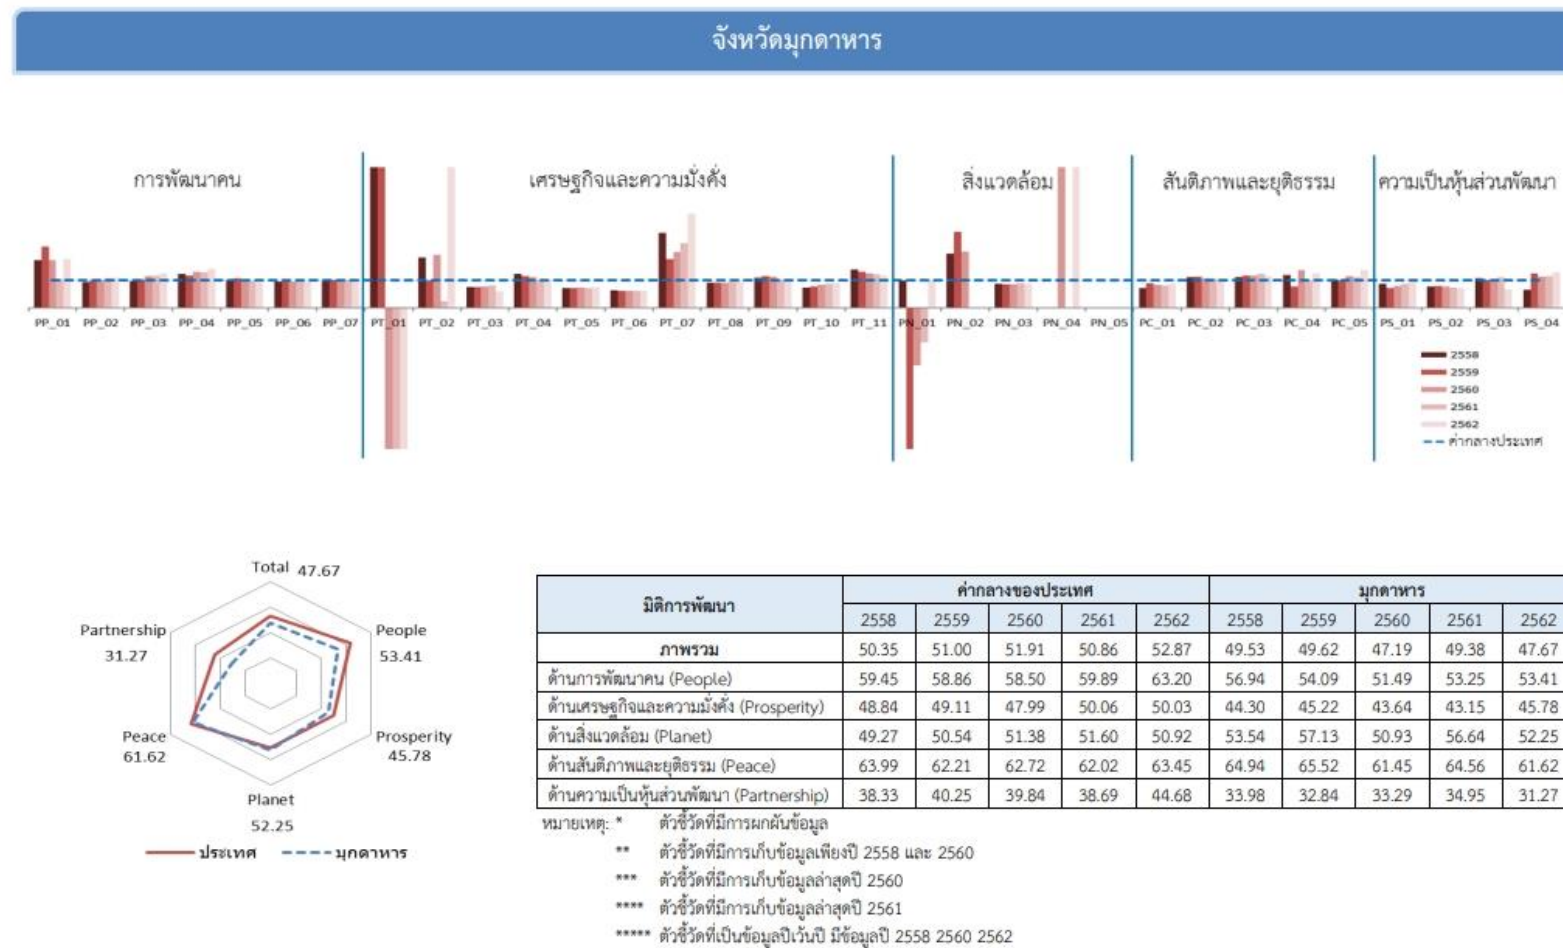 จังหวัดมุกดาหาร
การพัฒนาคน เศรษฐกิจและความมั่งคั่ง สิ่งแวดล้อม สันติภาพและยุติธรรม ความเป็นหุ้นส่วนพัฒนา
PP_01 PP_02 PP_03 PP_04 PP_05 PP_06 PP_07 PT_01 PT_02 PT_03 PT_04 PT_05 PT_06 PT_07 PT_08 PT_09 PT_10 PT_11 PN_01 PN_02 PN_03 PN_04 PN_05 PC_01 PC_02 PC_03 PC_04 PC_05 PS_01 PS_02 PS_03 PS_04
2558
2559
2560
2561
2562
ค่ากลางประเทศ
Total 47.67
People
53.41
Prosperity
45.78
Planet
52.25
Peace
61.62
Partnership
31.27
ประเทศ มุกดาหาร
มิติการพัฒนา ค่ากลางของประเทศ มุกดาหาร
2558 2559 2560 2561 2562 2558 2559 2560 2561 2562
ภาพรวม 50.35 51.00 51.91 50.86 52.87 49.53 49.62 47.19 49.38 47.67
ด้านการพัฒนาคน (People) 59.45 58.86 58.50 59.89 63.20 56.94 54.09 51.49 53.25 53.41
ด้านเศรษฐกิจและความมั่งคั่ง (Prosperity) 48.84 49.11 47.99 50.06 50.03 44.30 45.22 43.64 43.15 45.78
ด้านสิ่งแวดล้อม (Planet) 49.27 50.54 51.38 51.60 50.92 53.54 57.13 50.93 56.64 52.25
ด้านสันติภาพและยุติธรรม (Peace) 63.99 62.21 62.72 62.02 63.45 64.94 65.52 61.45 64.56 61.62
ด้านความเป็นหุ้นส่วนพัฒนา (Partnership) 38.33 40.25 39.84 38.69 44.68 33.98 32.84 33.29 34.95 31.27
หมายเหตุ: * ตัวชี้วัดที่มีการผกผันข้อมูล
** ตัวชี้วัดที่มีการเก็บข้อมูลเพียงปี 2558 และ 2560
*** ตัวชี้วัดที่มีการเก็บข้อมูลล่าสุดปี 2560
**** ตัวชี้วัดที่มีการเก็บข้อมูลล่าสุดปี 2561
***** ตัวชี้วัดที่เป็นข้อมูลปีเว้นปี มีข้อมูลปี 2558 2560 2562